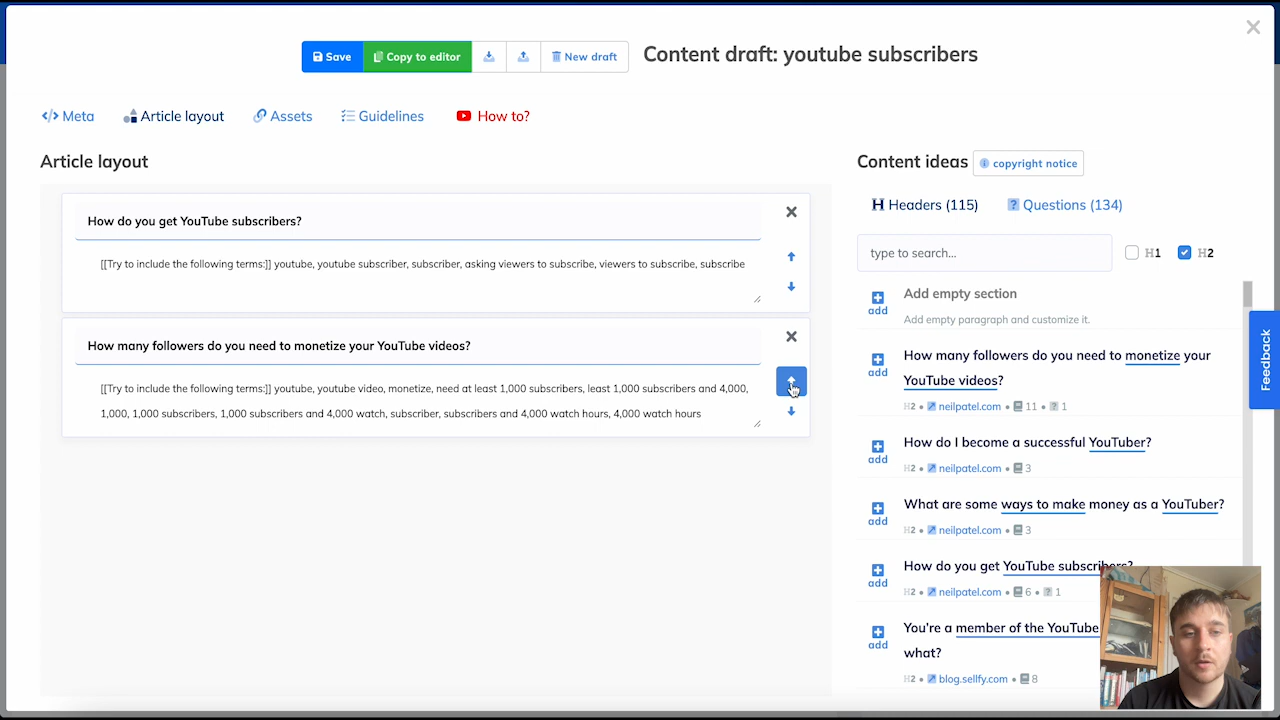 Save
Copy to editor
New draft
Content draft: youtube subscribers
Meta
Article layout
Assets
Guidelines
How to?
Article layout
How do you get YouTube subscribers?
[[Try to include the following terms:]] youtube, youtube subscriber, subscriber, asking viewers to subscribe, viewers to subscribe, subscribe
How many followers do you need to monetize your YouTube videos?
[[Try to include the following terms:]] youtube, youtube video, monetize, need at least 1,000 subscribers, least 1,000 subscribers and 4,000,
1,000, 1,000 subscribers, 1,000 subscribers and 4,000 watch, subscriber, subscribers and 4,000 watch hours, 4,000 watch hours
Content ideas
copyright notice
H Headers (115)
Questions (134)
type to search...
H1
H2
add
Add empty section
Add empty paragraph and customize it.
add
How many followers do you need to monetize your
YouTube videos?
H2 • neilpatel.com • 11 • 1
add
How do I become a successful YouTuber?
H2 • neilpatel.com • 3
add
What are some ways to make money as a YouTuber?
H2 • neilpatel.com • 3
add
How do you get YouTube subscribers?
H2 • neilpatel.com • 6 • 1
add
You're a member of the YouTube
what?
H2 • blog.sellfy.com • 8
Feedback